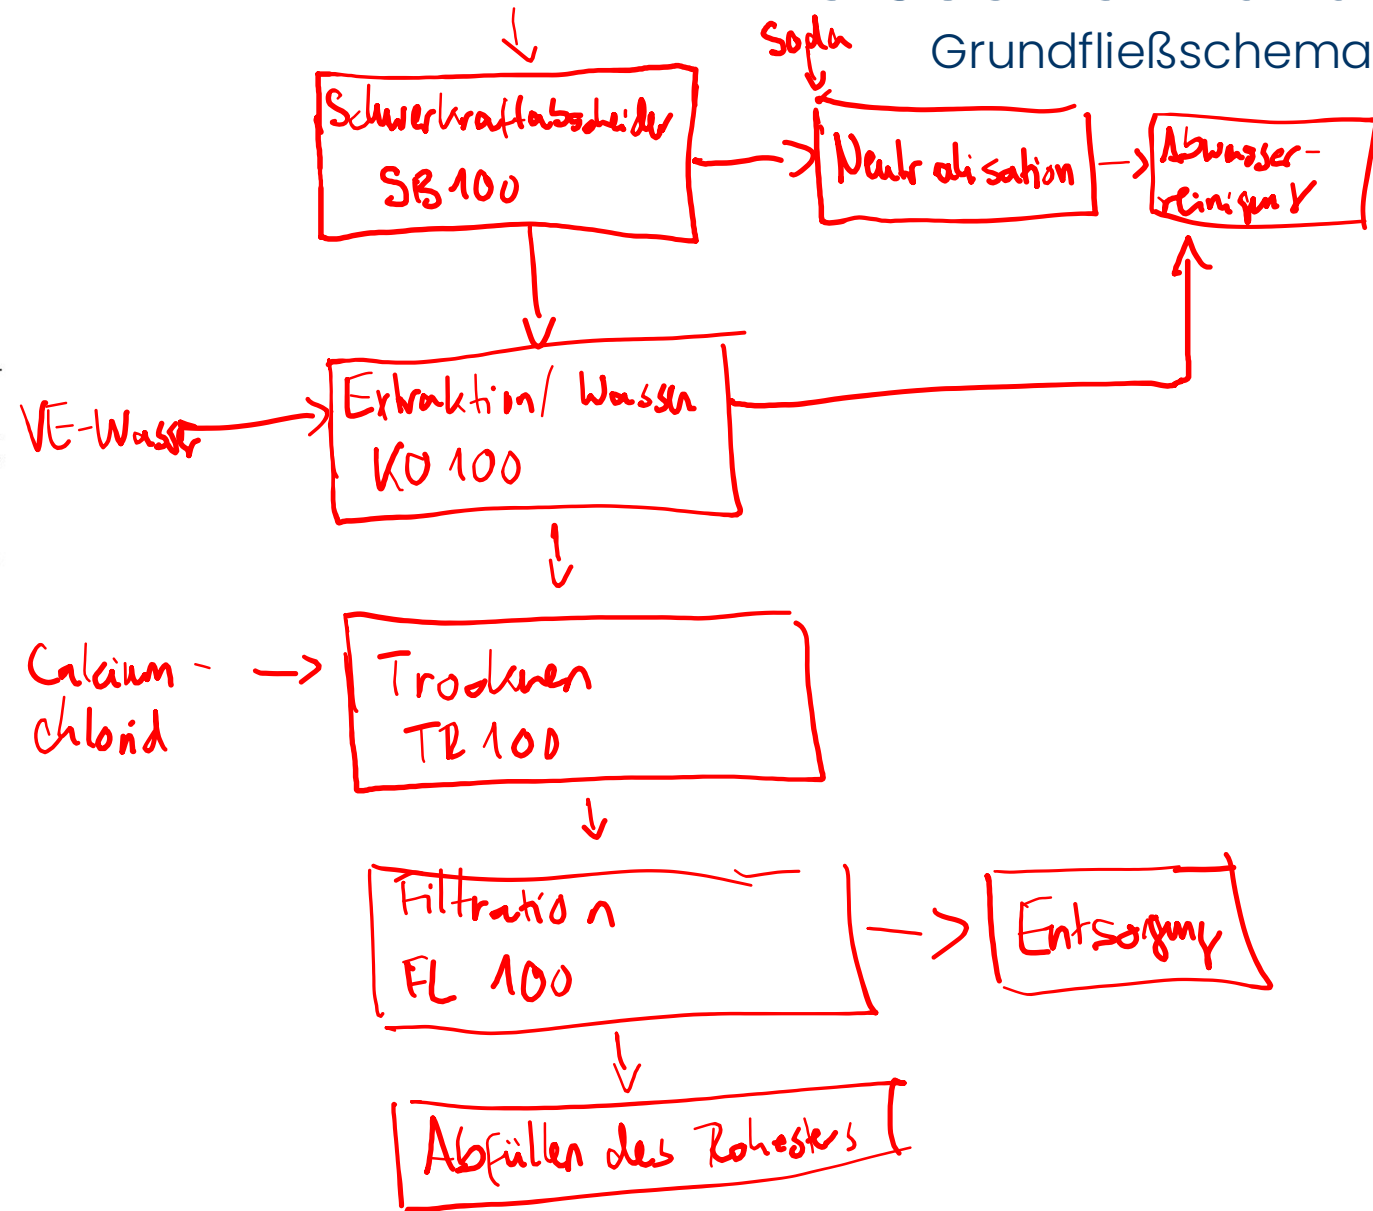 Grundfließschema
Soda
Schwerkraftabscheider
SB 100
Neutralisation
Abwasser-
reinigung
VE-Wasser
Extraktion/ Wasser
KO 100
Calcium-
chlorid
Trocknen
TR 100
Filtration
FL 100
Entsorgung
Abfüllen des Rohesters